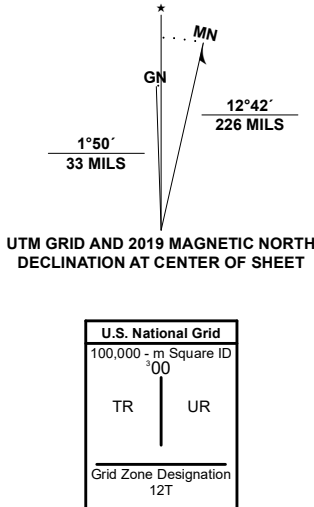 MN
GN
12°42´
226 MILS
1°50´
33 MILS
UTM GRID AND 2019 MAGNETIC NORTH
DECLINATION AT CENTER OF SHEET
U.S. National Grid
100,000 - m Square ID
³00
TR UR
Grid Zone Designation
12T